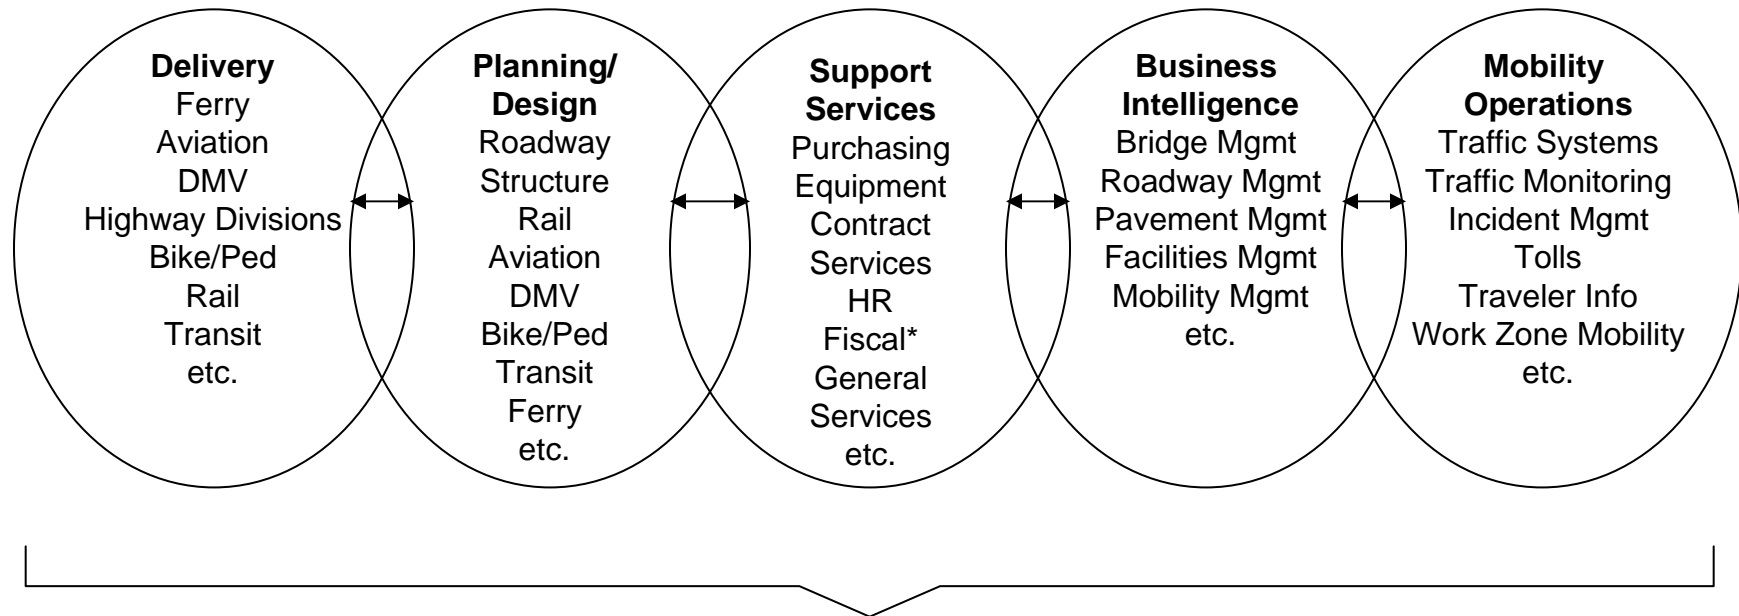 Delivery
Ferry
Aviation
DMV
Highway Divisions
Bike/Ped
Rail
Transit
etc.
Planning/
Design
Roadway
Structure
Rail
Aviation
DMV
Bike/Ped
Transit
Ferry
etc.
Support
Services
Purchasing
Equipment
Contract
Services
HR
Fiscal*
General
Services
etc.
Business
Intelligence
Bridge Mgmt
Roadway Mgmt
Pavement Mgmt
Facilities Mgmt
Mobility Mgmt
etc.
Mobility
Operations
Traffic Systems
Traffic Monitoring
Incident Mgmt
Tolls
Traveler Info
Work Zone Mobility
etc.